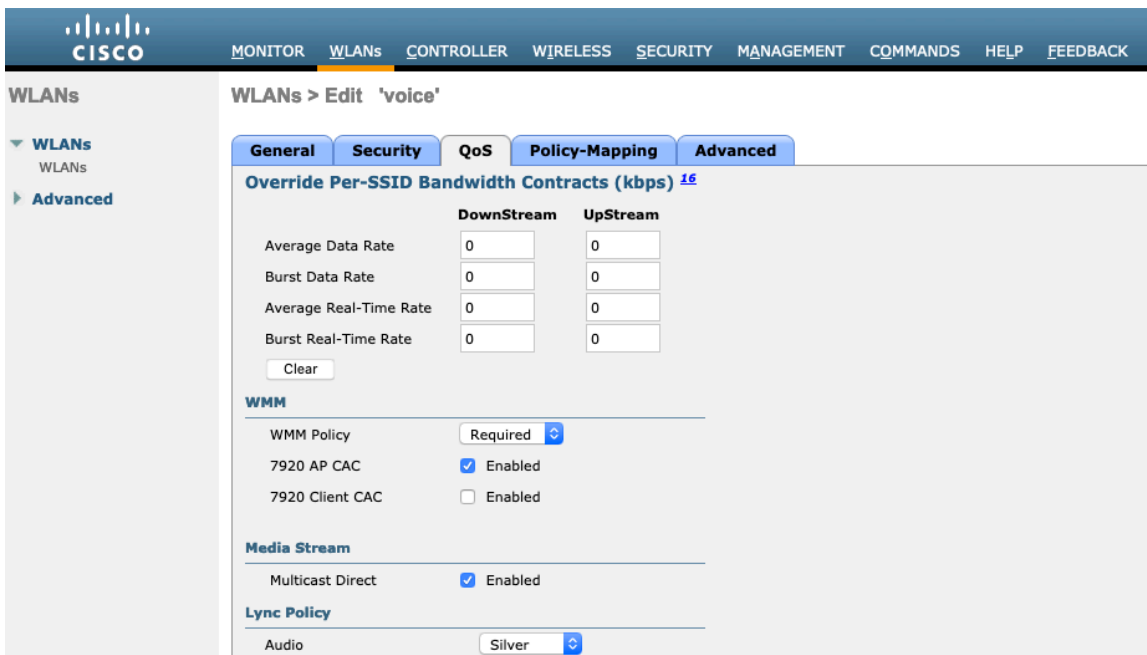 CISCO
MONITOR WLANs CONTROLLER WIRELESS SECURITY MANAGEMENT COMMANDS HELP FEEDBACK
WLANs
WLANs > Edit 'voice'
WLANs
WLANs
Advanced
General Security QoS Policy-Mapping Advanced
Override Per-SSID Bandwidth Contracts (kbps) 16
DownStream UpStream
Average Data Rate 0 0
Burst Data Rate 0 0
Average Real-Time Rate 0 0
Burst Real-Time Rate 0 0
Clear
WMM
WMM Policy Required
7920 AP CAC Enabled
7920 Client CAC Enabled
Media Stream
Multicast Direct Enabled
Lync Policy
Audio Silver